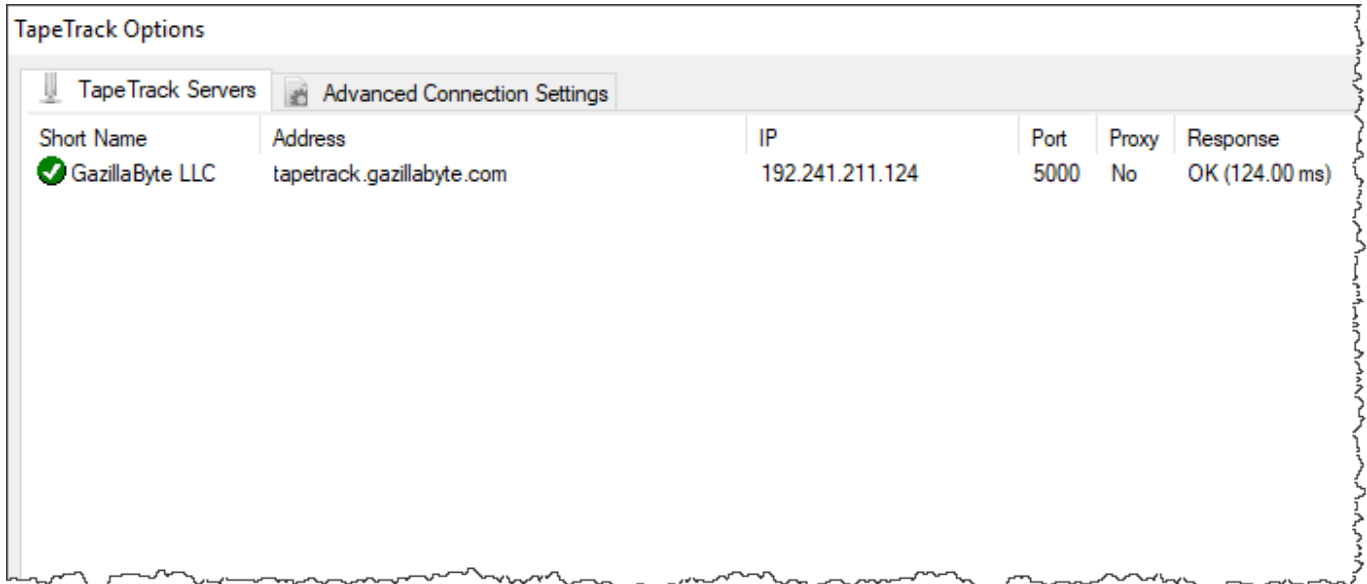 TapeTrack Options
TapeTrack Servers Advanced Connection Settings
Short Name Address IP Port Proxy Response
GazillaByte LLC tapetrack.gazillabyte.com 192.241.211.124 5000 No OK (124.00 ms)